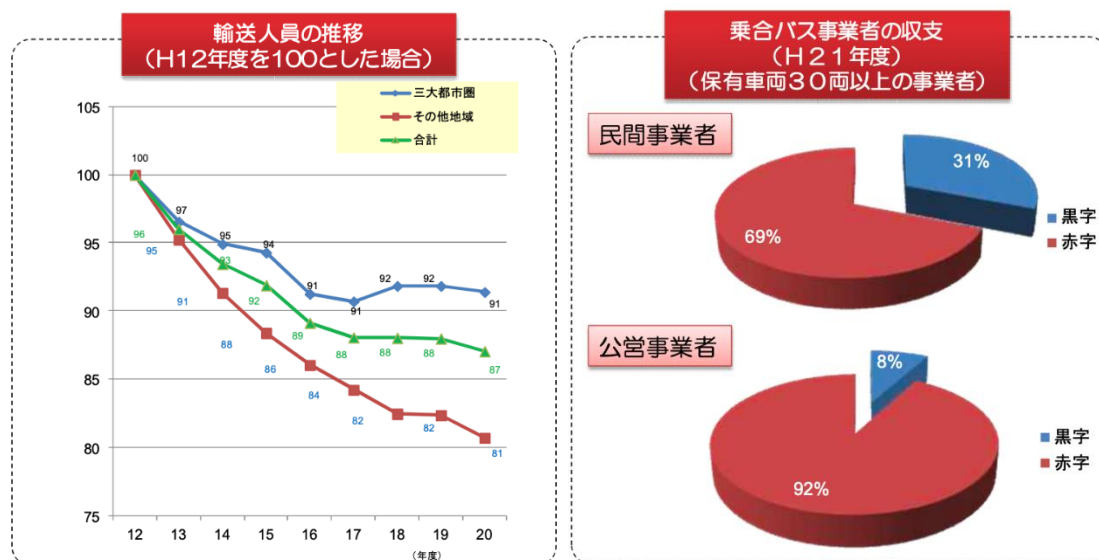 輸送人員の推移
（H12年度を100とした場合）
三大都市圏
その他地域
合計
105
100
95
90
85
80
75
100
97
95
94
91
91
92
92
91
96
93
92
89
88
88
88
87
95
91
88
86
84
82
82
81
12 13 14 15 16 17 18 19 20
（年度）
乗合バス事業者の収支
（H２１年度）
（保有車両３０両以上の事業者）
民間事業者
31%
69%
黒字
赤字
公営事業者
8%
92%
黒字
赤字